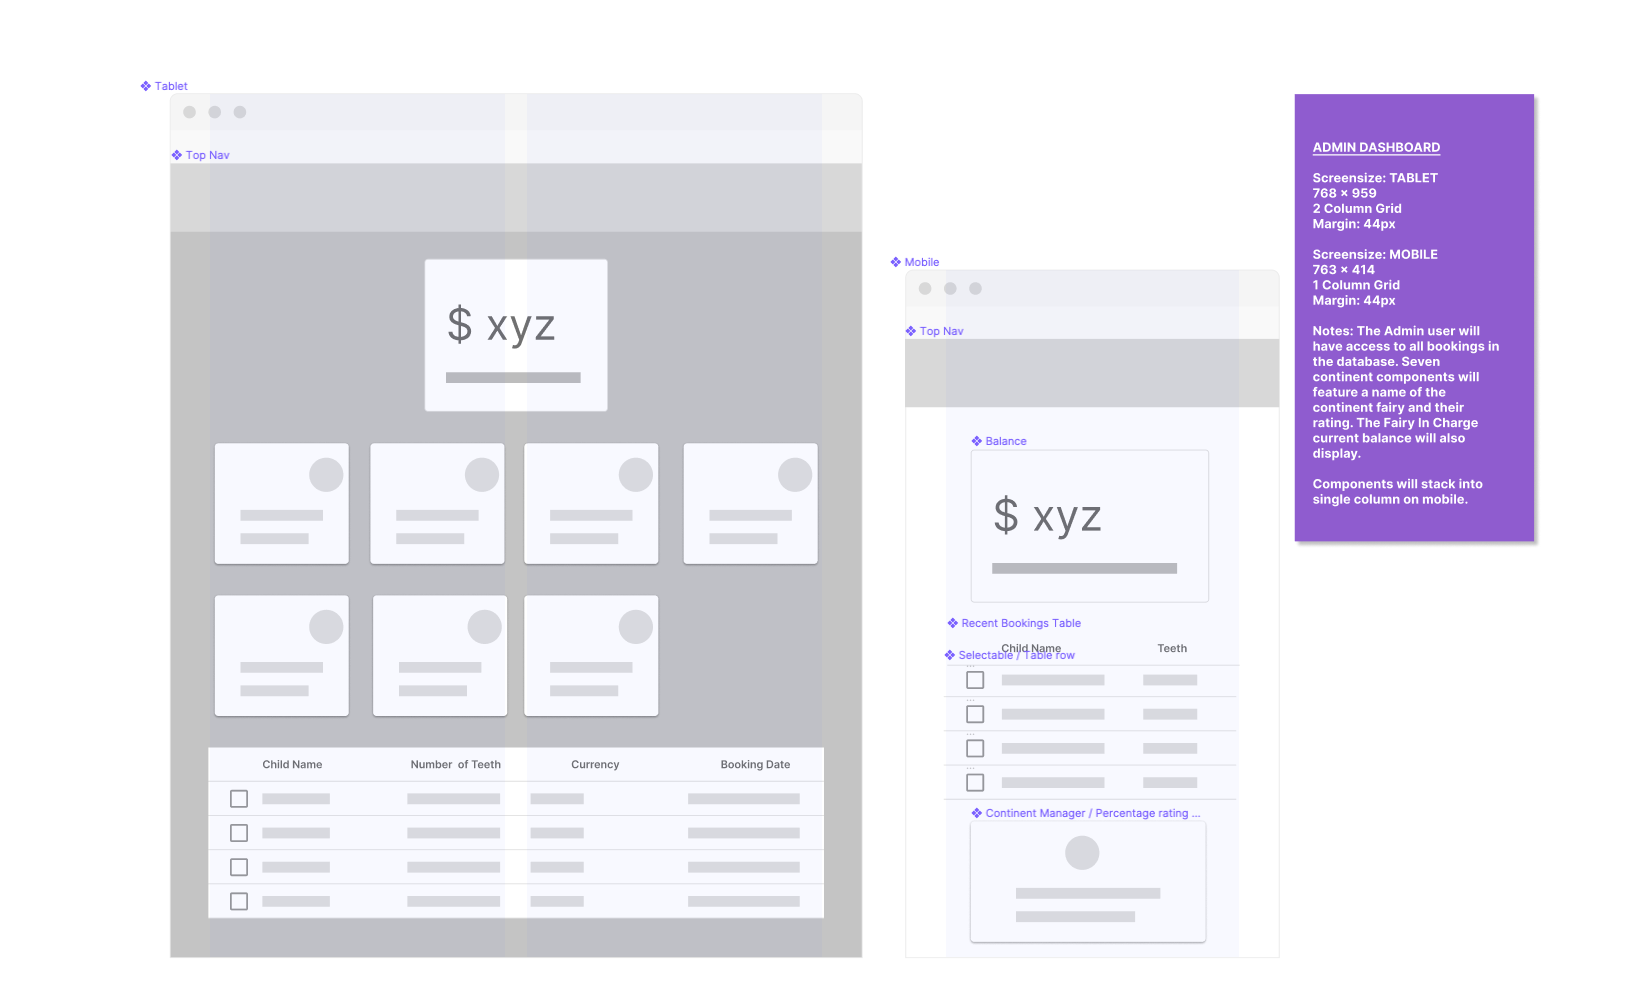 Tablet
Top Nav
$ xyz
Child Name Number of Teeth Currency Booking Date
Mobile
Top Nav
Balance
$ xyz
Recent Bookings Table
Child Name Teeth
Selectable / Table row
...
...
...
...
Continent Manager / Percentage rating ...
ADMIN DASHBOARD
Screensize: TABLET
768 × 959
2 Column Grid
Margin: 44px
Screensize: MOBILE
763 × 414
1 Column Grid
Margin: 44px
Notes: The Admin user will
have access to all bookings in
the database. Seven
continent components will
feature a name of the
continent fairy and their
rating. The Fairy In Charge
current balance will also
display.
Components will stack into
single column on mobile.